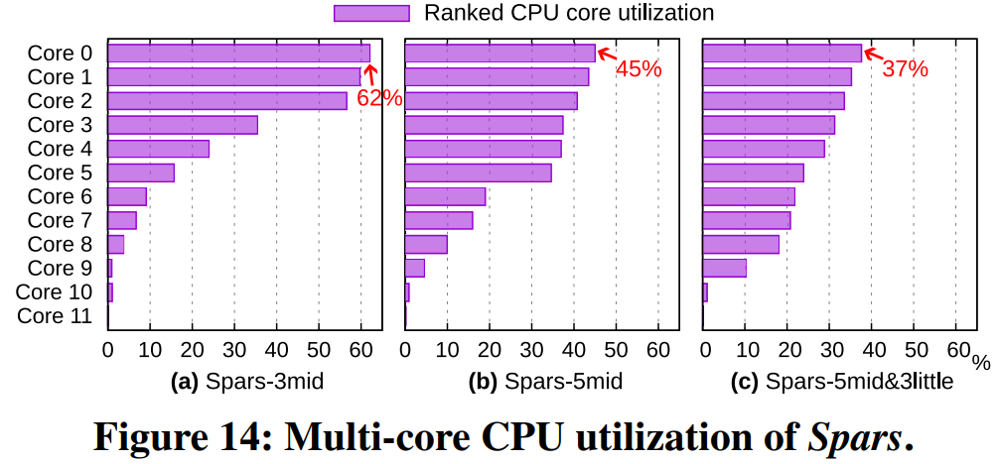 Ranked CPU core utilization
Core 0
Core 1
Core 2
Core 3
Core 4
Core 5
Core 6
Core 7
Core 8
Core 9
Core 10
Core 11
62%
45%
37%
0 10 20 30 40 50 60
0 10 20 30 40 50 60
0 10 20 30 40 50 60 %
(a) Spars-3mid
(b) Spars-5mid
(c) Spars-5mid&3little
Figure 14: Multi-core CPU utilization of Spars.